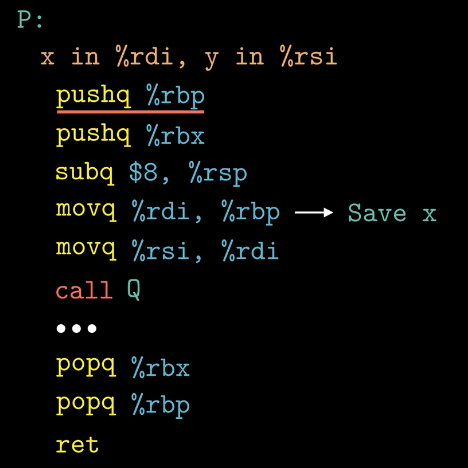 P:
x in %rdi, y in %rsi
pushq %rbp
pushq %rbx
subq $8, %rsp
movq %rdi, %rbp → Save x
movq %rsi, %rdi
call Q
•••
popq %rbx
popq %rbp
ret